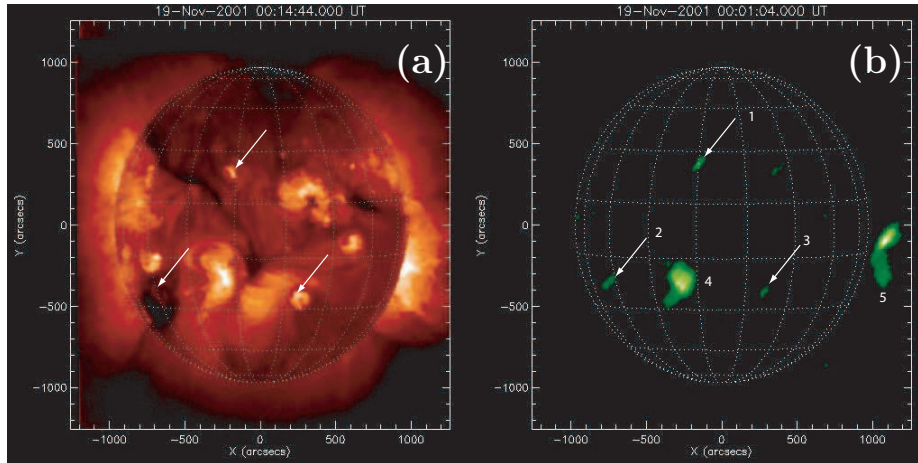 19-Nov-2001 00:14:44.000 UT
(a)
1000
500
0
-500
-1000
Y (arcsecs)
-1000 -500 0 500 1000
X (arcsecs)
19-Nov-2001 00:01:04.000 UT
(b)
1
2
3
4
5
1000
500
0
-500
-1000
Y (arcsecs)
-1000 -500 0 500 1000
X (arcsecs)